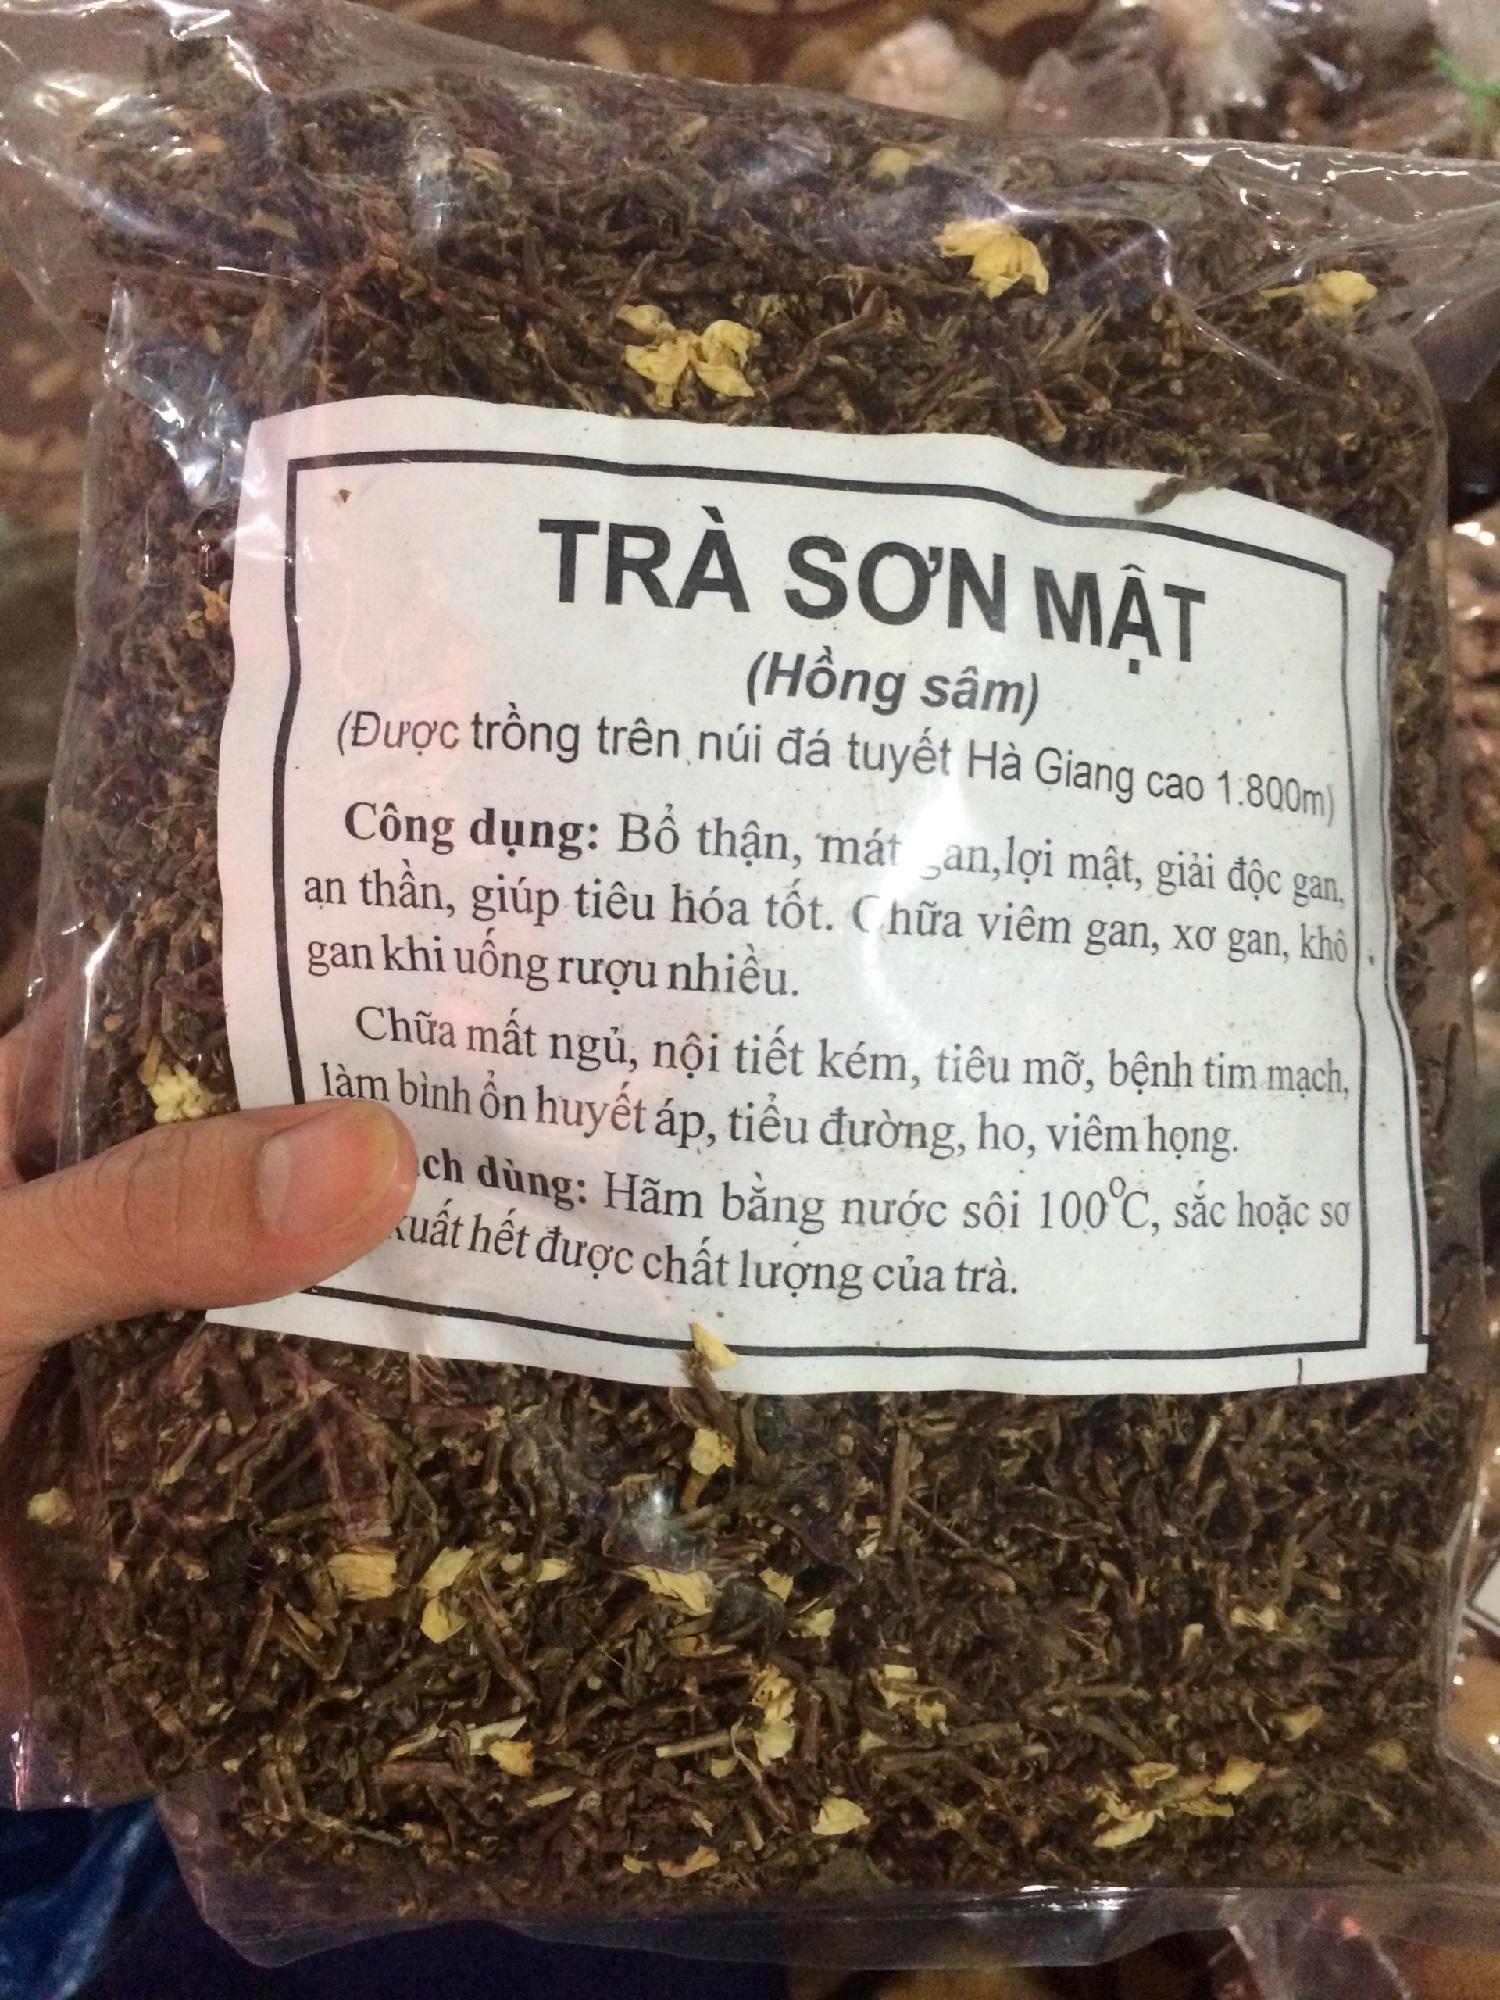 TRÀ SƠN MẬT
(Hồng sâm)
(Được trồng trên núi đá tuyết Hà Giang cao 1.800m)
Công dụng: Bổ thận, mát gan, lợi mật, giải độc gan,
an thần, giúp tiêu hóa tốt. Chữa viêm gan, xơ gan, khô
gan khi uống rượu nhiều.
Chữa mất ngủ, nội tiết kém, tiêu mỡ, bệnh tim mạch,
làm bình ổn huyết áp, tiểu đường, ho, viêm họng.
dùng: Hãm bằng nước sôi 100°C, sắc hoặc sơ
xuất hết được chất lượng của trà.